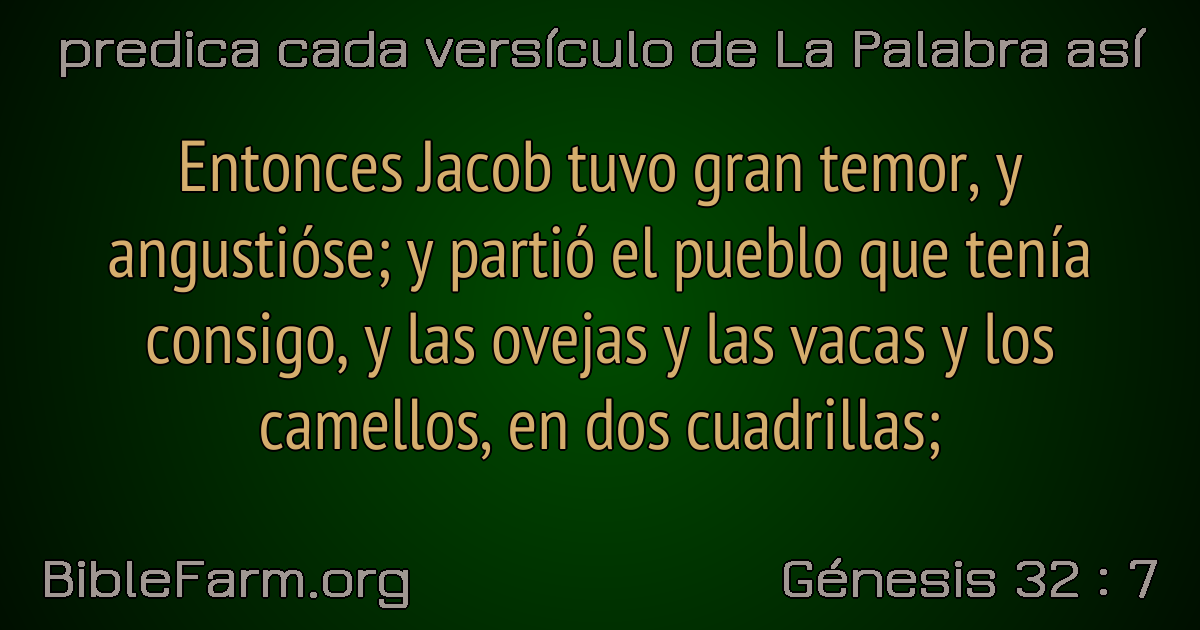 predica cada versículo de La Palabra así
Entonces Jacob tuvo gran temor, y
angustióse; y partió el pueblo que tenía
consigo, y las ovejas y las vacas y los
camellos, en dos cuadrillas;
BibleFarm.org
Génesis 32 : 7